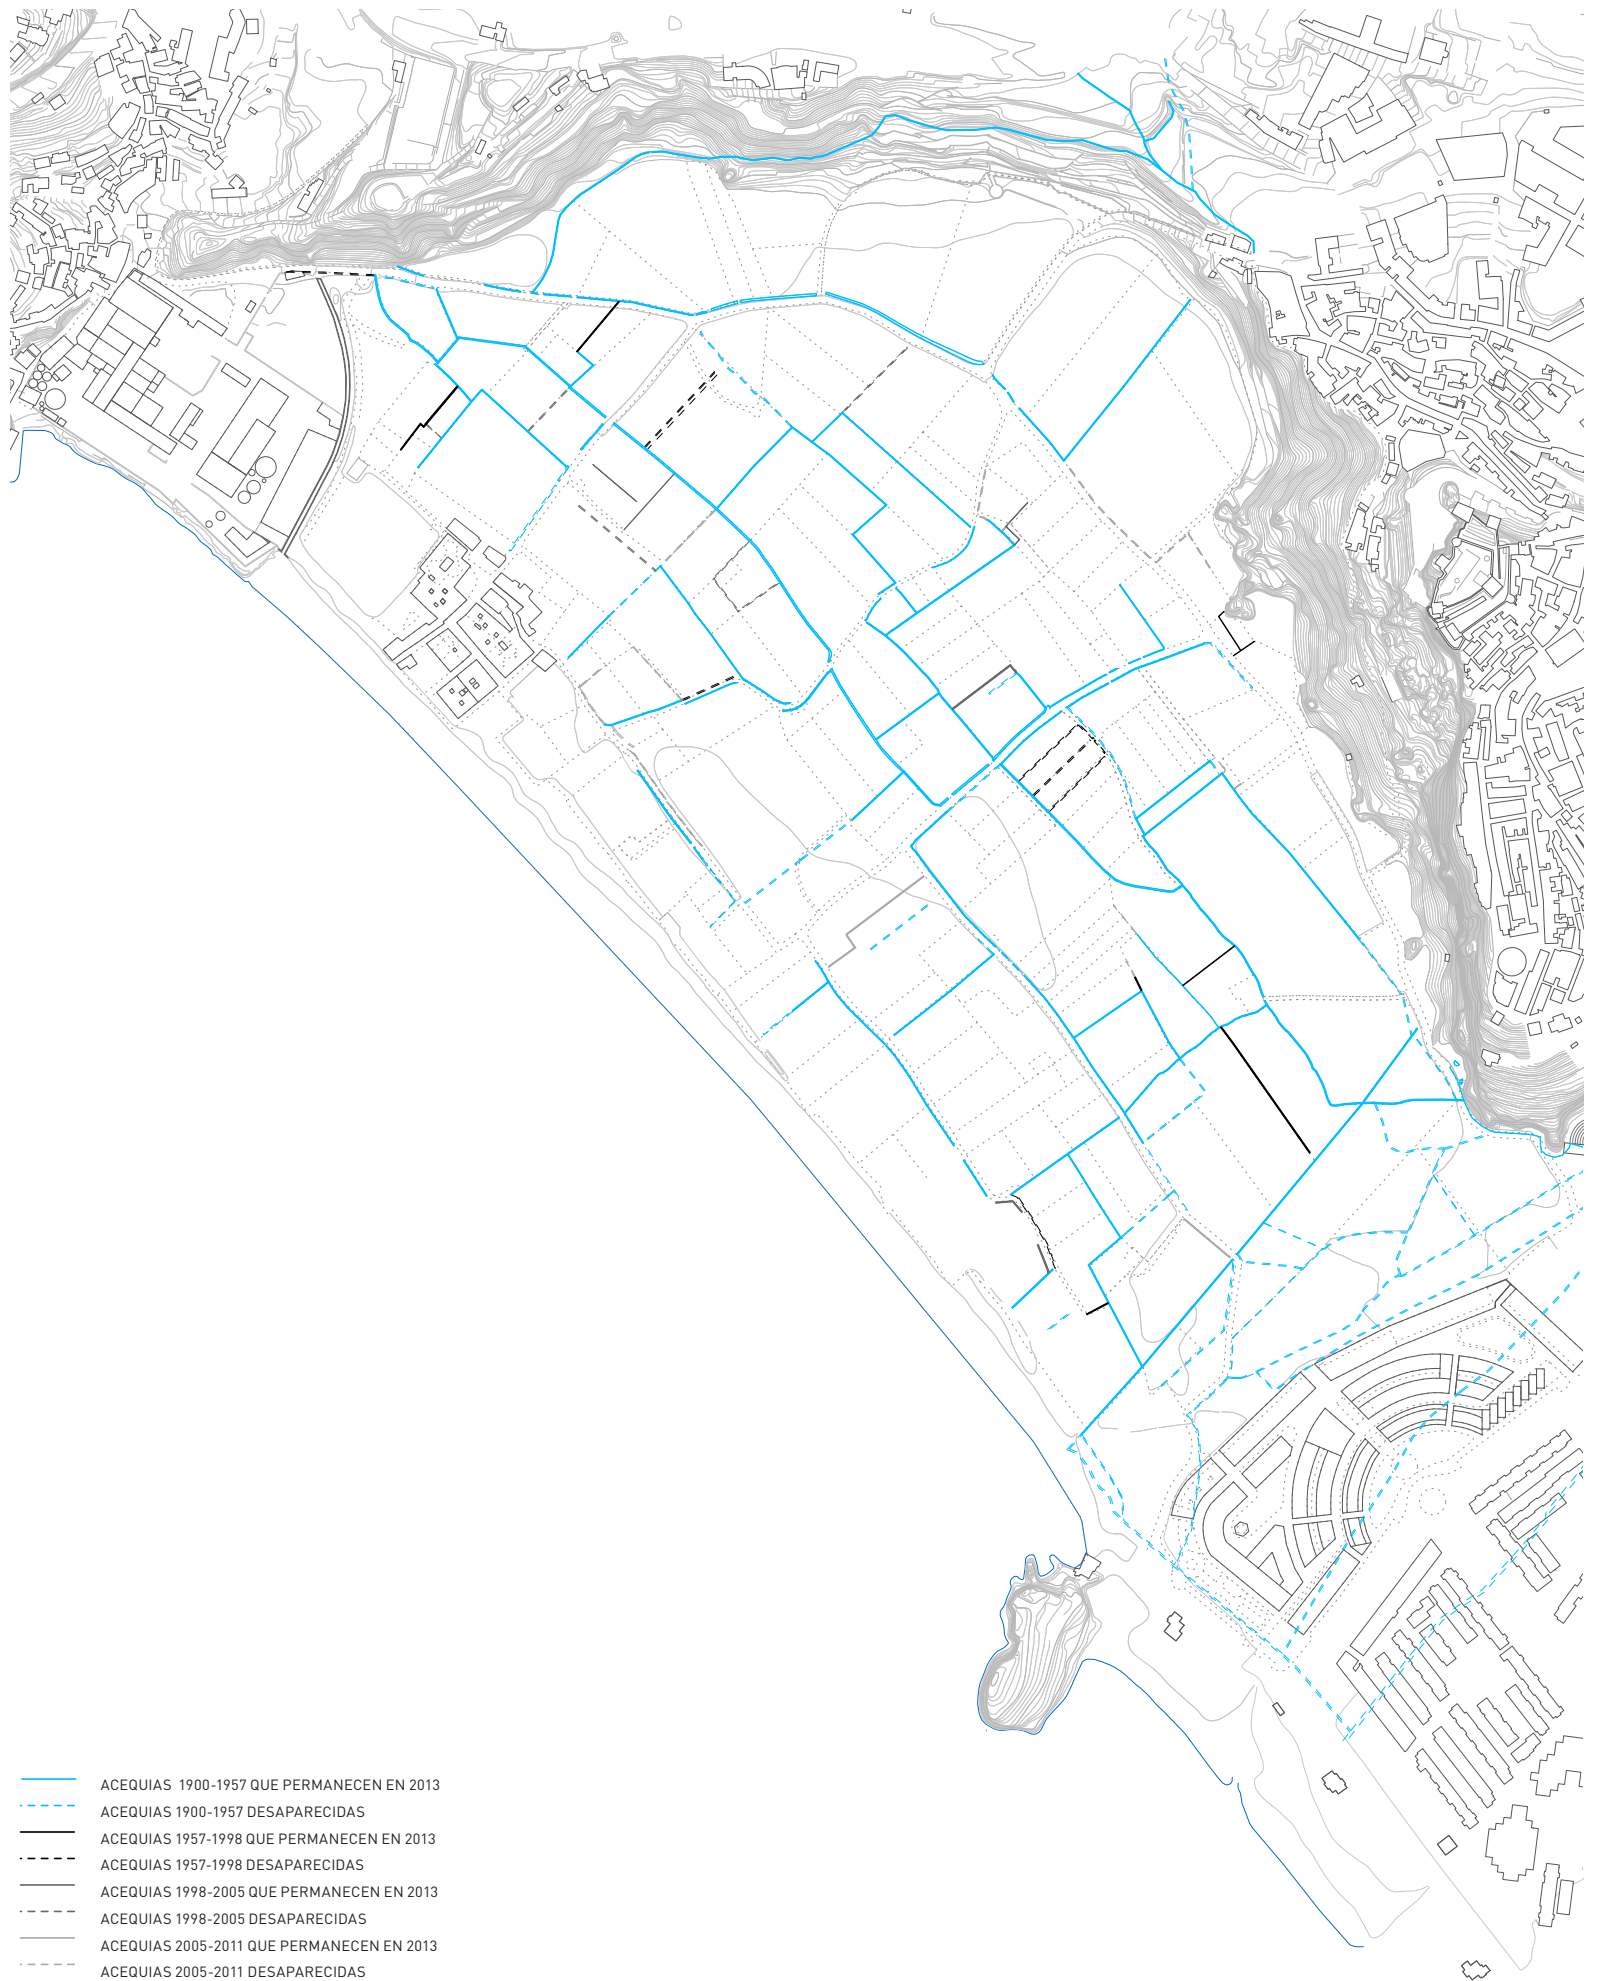 ACEQUIAS 1900-1957 QUE PERMANECEN EN 2013
ACEQUIAS 1900-1957 DESAPARECIDAS
ACEQUIAS 1957-1998 QUE PERMANECEN EN 2013
ACEQUIAS 1957-1998 DESAPARECIDAS
ACEQUIAS 1998-2005 QUE PERMANECEN EN 2013
ACEQUIAS 1998-2005 DESAPARECIDAS
ACEQUIAS 2005-2011 QUE PERMANECEN EN 2013
ACEQUIAS 2005-2011 DESAPARECIDAS